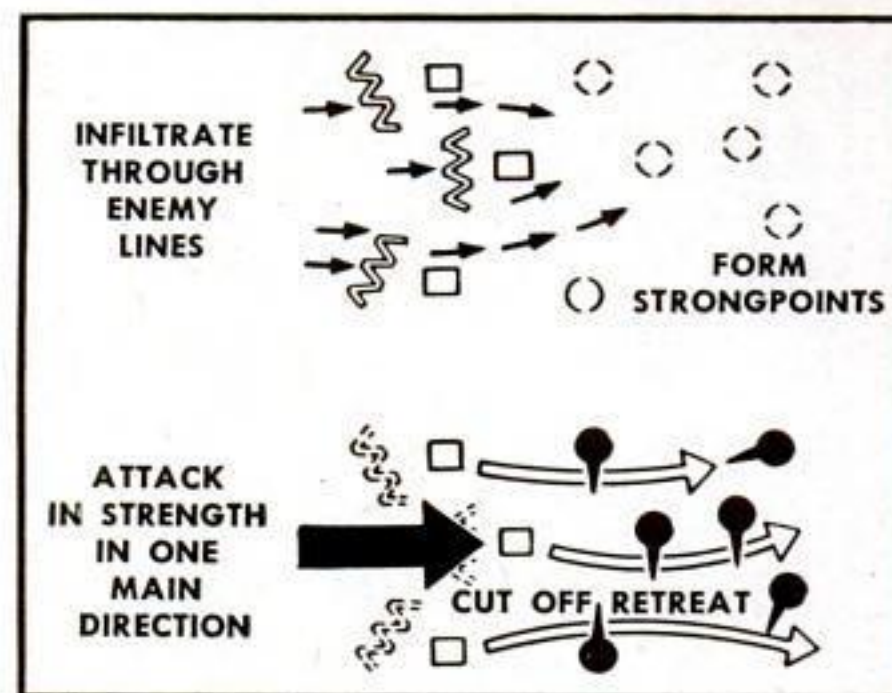 INFILTRATE
THROUGH
ENEMY
LINES
FORM
STRONGPOINTS
ATTACK
IN STRENGTH
IN ONE
MAIN
DIRECTION
CUT OFF RETREAT